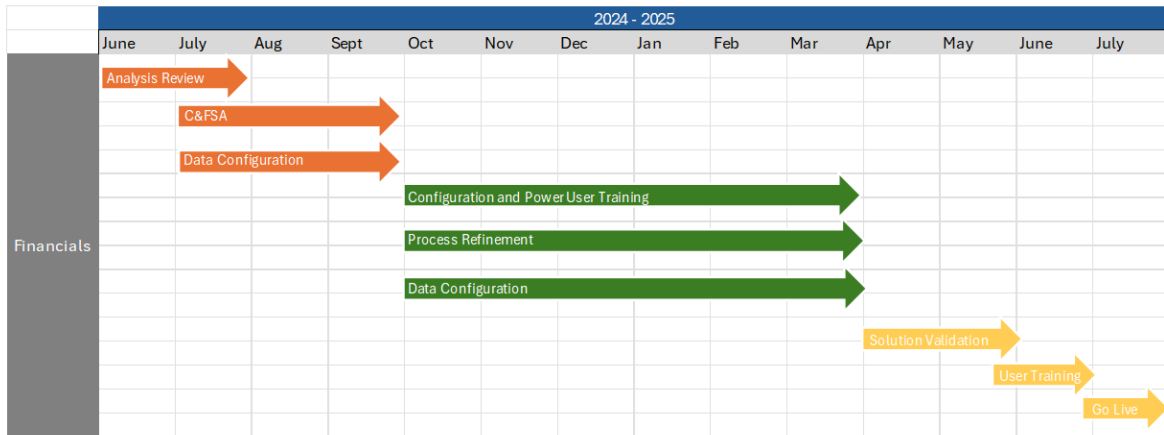 2024 - 2025
June July Aug Sept Oct Nov Dec Jan Feb Mar Apr May June July
Analysis Review
C&FSA
Data Configuration
Configuration and Power User Training
Financials
Process Refinement
Data Configuration
Solution Validation
User Training
Go Live